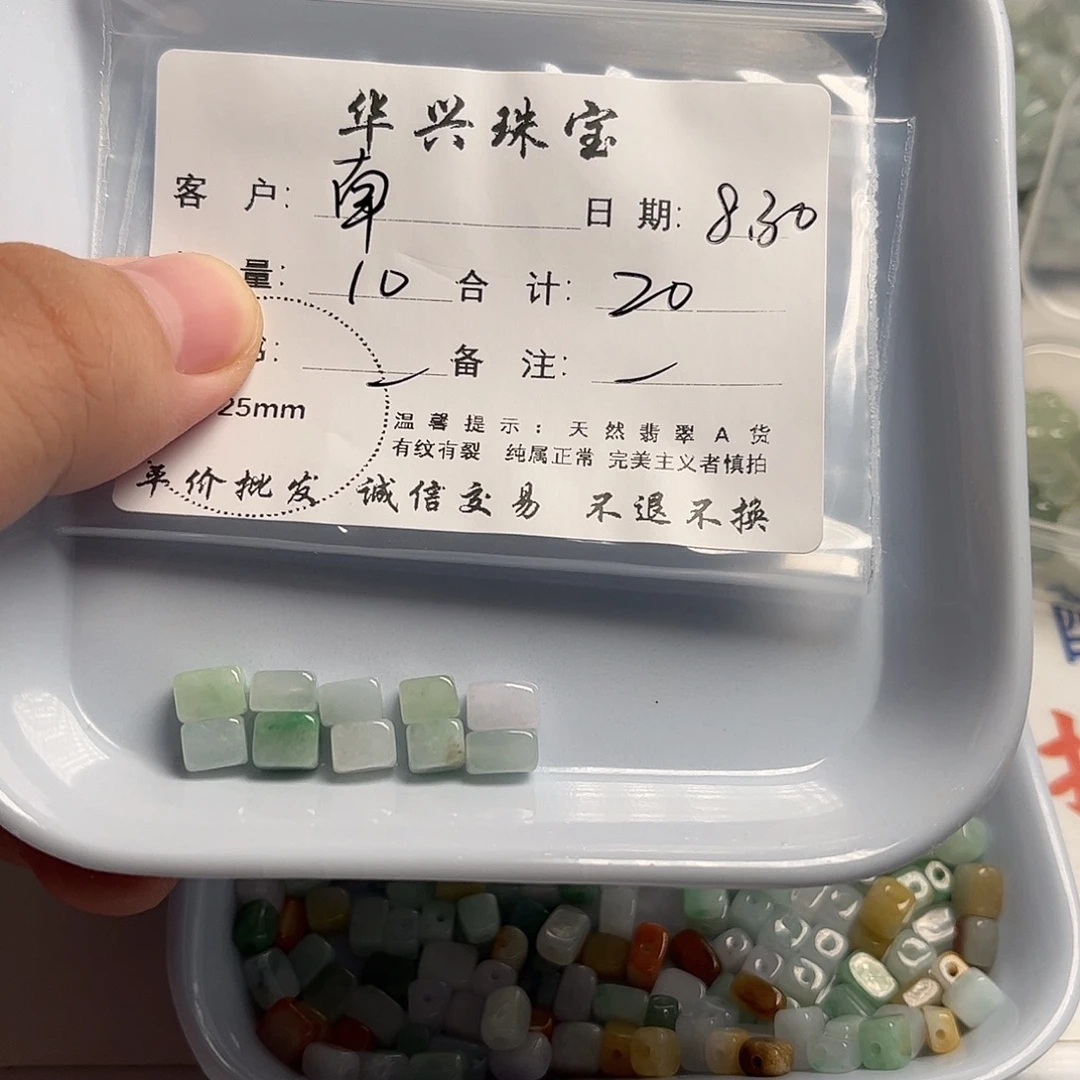 华兴珠宝
客 户: 南 日 期: 8.30
量: 10 合 计: 20
备 注:
25mm
温馨提示:天然翡翠A货
有纹有裂 纯属正常 完美主义者慎拍
平价批发 诚信交易 不退不换